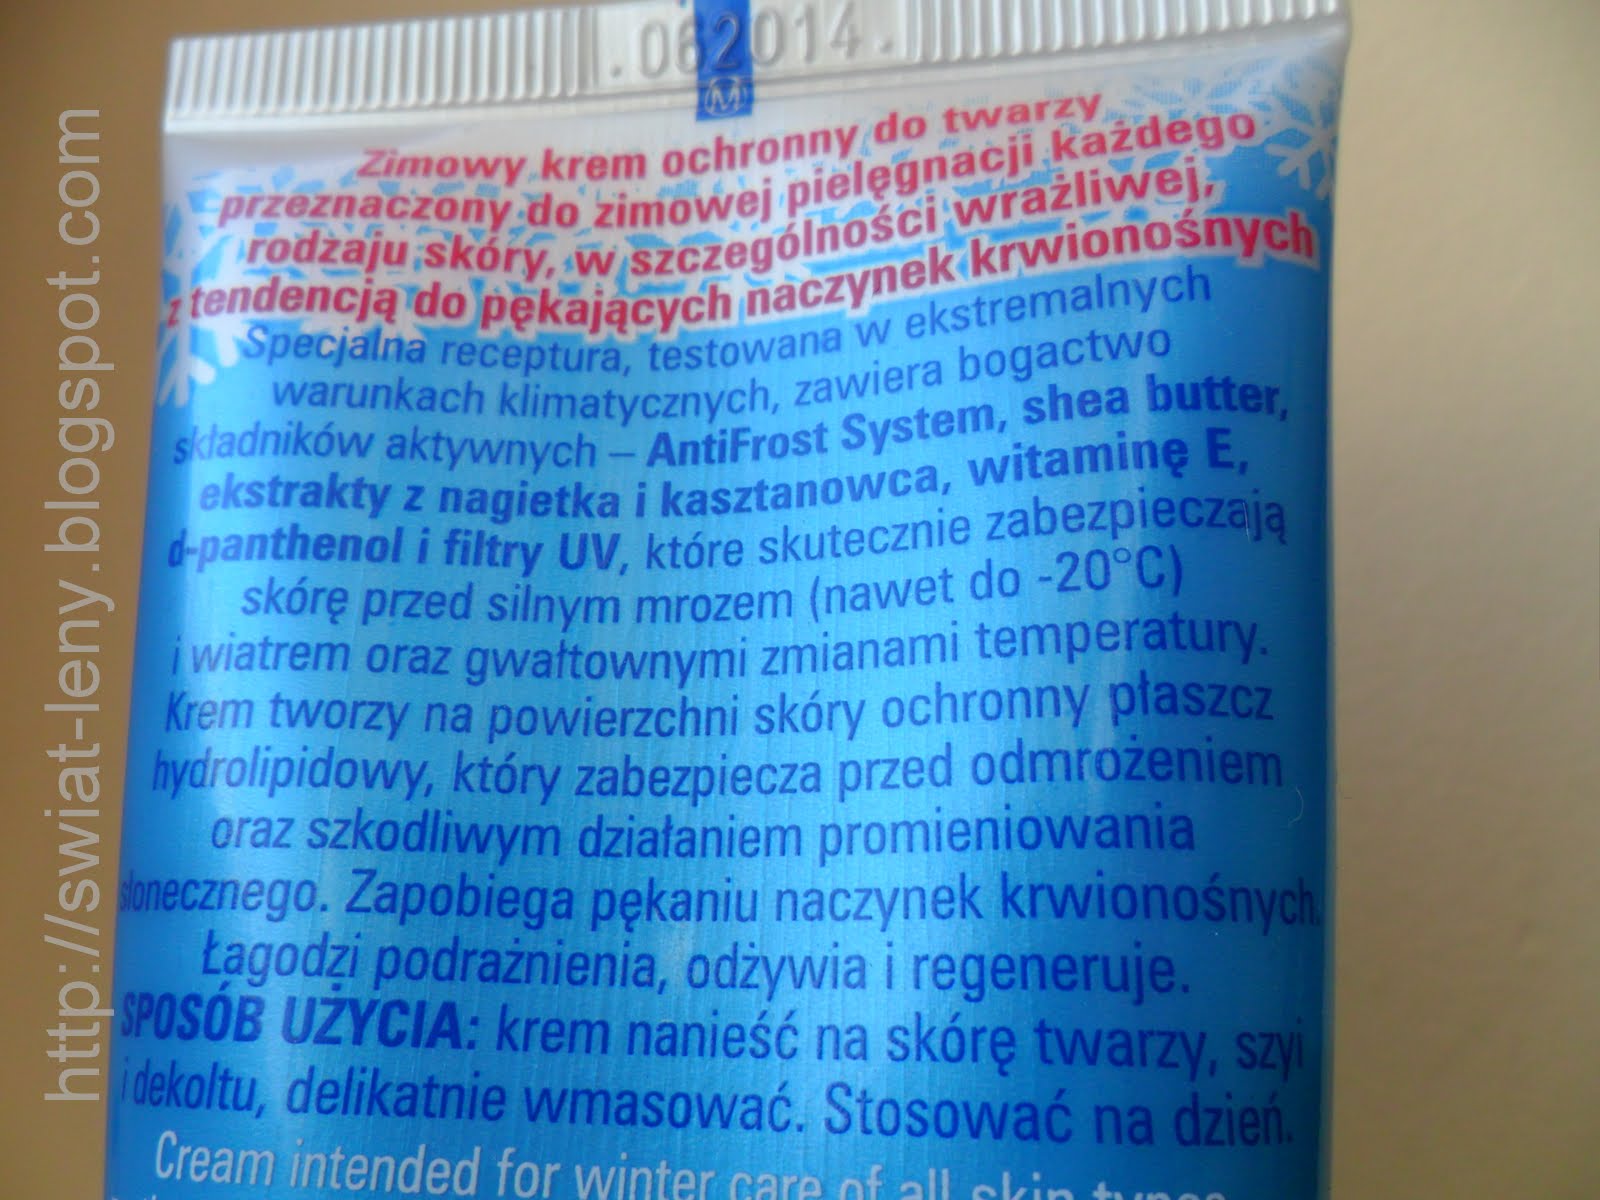 .062014.
M
Zimowy krem ochronny do twarzy
przeznaczony do zimowej pielęgnacji każdego
rodzaju skóry, w szczególności wrażliwej,
z tendencją do pękających naczynek krwionośnych
Specjalna receptura, testowana w ekstremalnych
warunkach klimatycznych, zawiera bogactwo
składników aktywnych – AntiFrost System, shea butter,
ekstrakty z nagietka i kasztanowca, witaminę E,
d-panthenol i filtry UV, które skutecznie zabezpieczają
skórę przed silnym mrozem (nawet do -20°C)
i wiatrem oraz gwałtownymi zmianami temperatury.
Krem tworzy na powierzchni skóry ochronny płaszcz
hydrolipidowy, który zabezpiecza przed odmrożeniem
oraz szkodliwym działaniem promieniowania
słonecznego. Zapobiega pękaniu naczynek krwionośnych.
Łagodzi podrażnienia, odżywia i regeneruje.
SPOSÓB UŻYCIA: krem nanieść na skórę twarzy, szyi
i dekoltu, delikatnie wmasować. Stosować na dzień.
Cream intended for winter care of all skin types
http://swiat-leny.blogspot.com